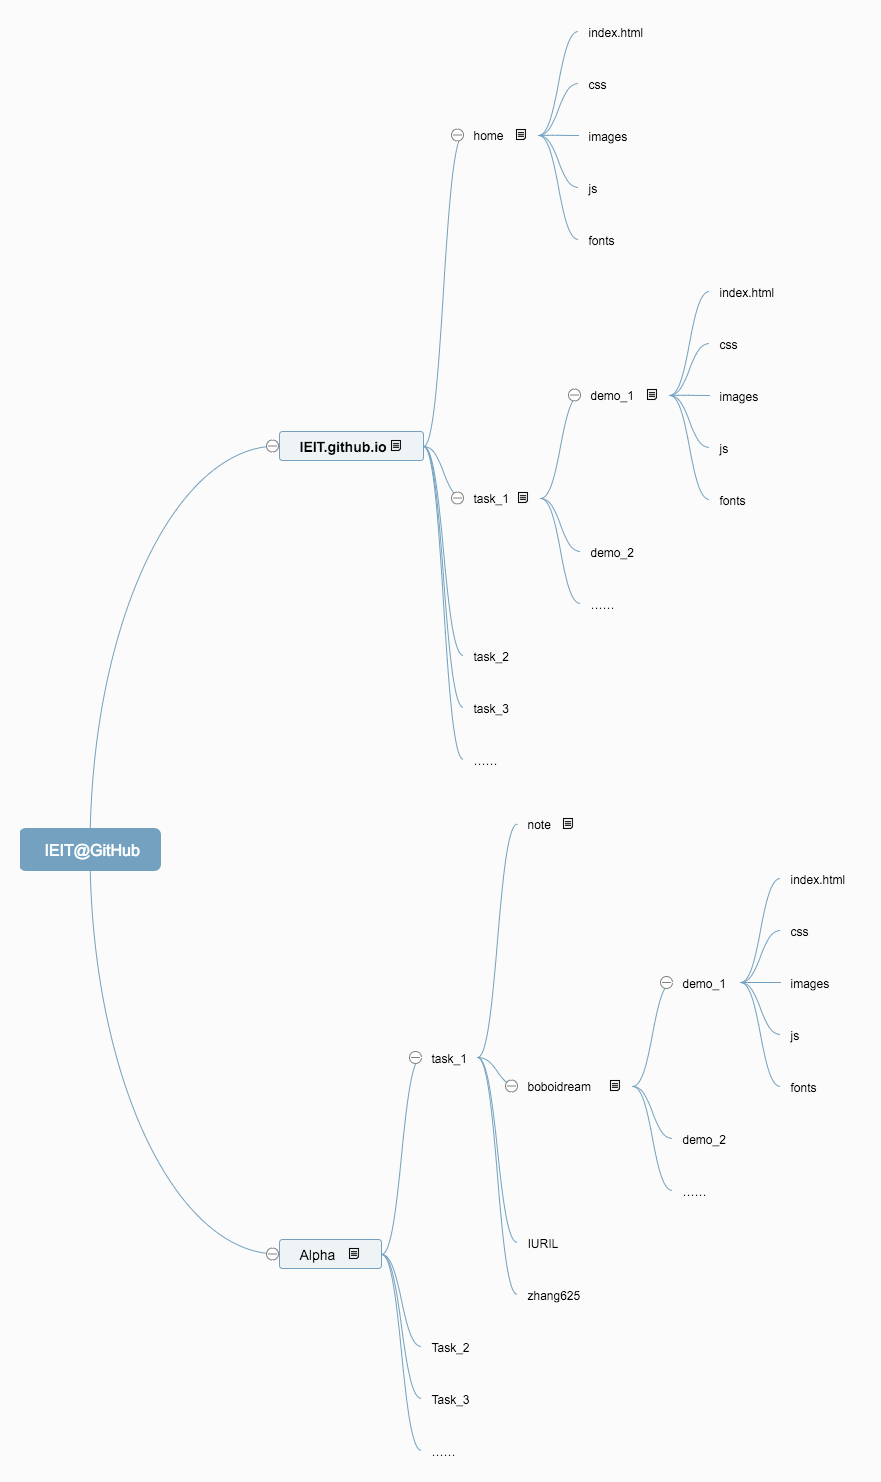 index.html
css
home
images
js
fonts
index.html
css
demo_1
images
js
IEIT.github.io
task_1
fonts
demo_2
......
task_2
task_3
......
note
IEIT@GitHub
index.html
css
demo_1
images
js
task_1
boboidream
fonts
demo_2
......
IURIL
Alpha
zhang625
Task_2
Task_3
......